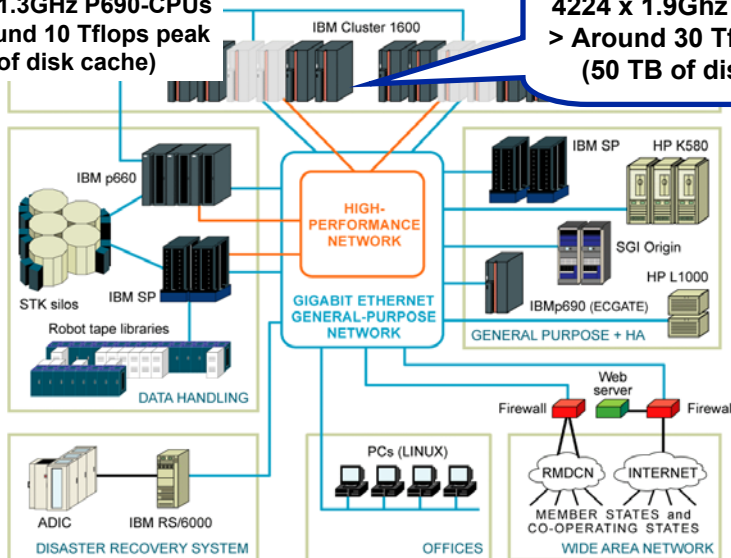 1.3GHz P690-CPUs
und 10 Tflops peak
of disk cache)
4224 x 1.9Ghz
> Around 30 Tf
(50 TB of dis
IBM Cluster 1600
IBM p660
STK silos
IBM SP
Robot tape libraries
DATA HANDLING
HIGH-
PERFORMANCE
NETWORK
GIGABIT ETHERNET
GENERAL-PURPOSE
NETWORK
IBM SP
HP K580
SGI Origin
HP L1000
IBMp690 (ECGATE)
GENERAL PURPOSE + HA
ADIC
IBM RS/6000
DISASTER RECOVERY SYSTEM
PCs (LINUX)
OFFICES
Web
server
Firewall
Firewal
RMDCN
INTERNET
MEMBER STATES and
CO-OPERATING STATES
WIDE AREA NETWORK